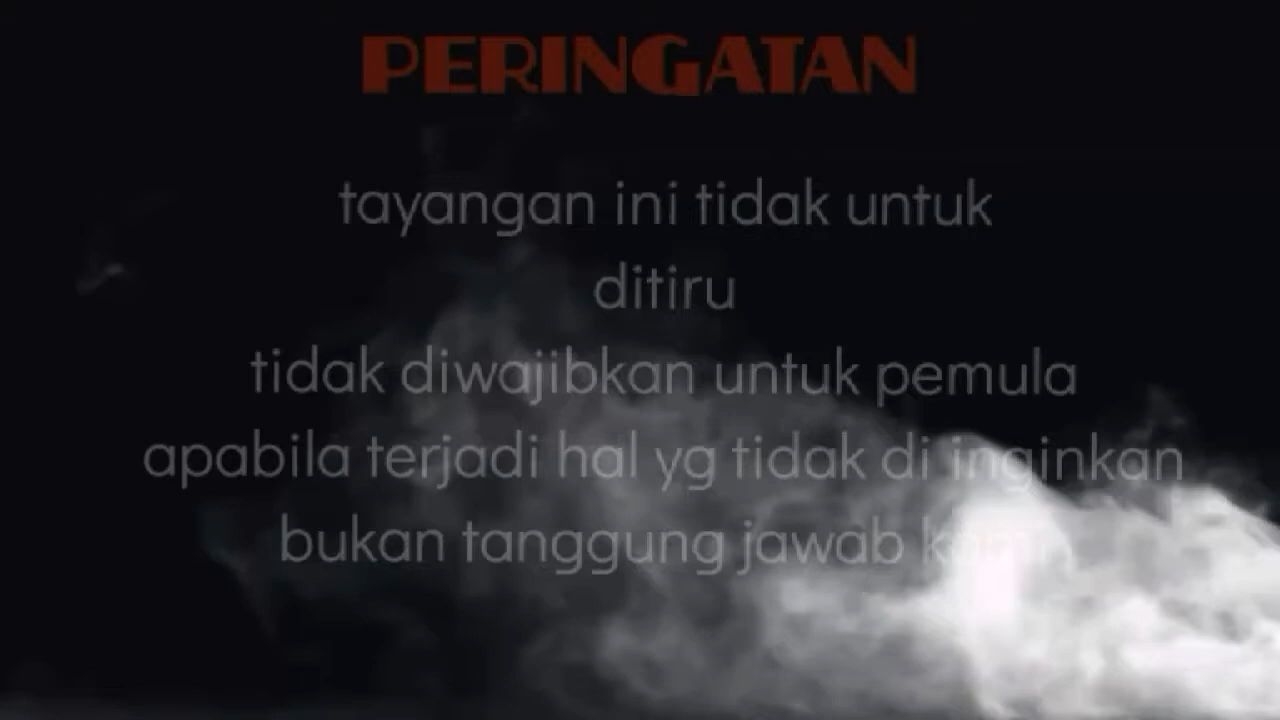 PERINGATAN
tayangan ini tidak untuk
ditiru
tidak diwajibkan untuk pemula
apabila terjadi hal yg tidak di inginkan
bukan tanggung jawab kami